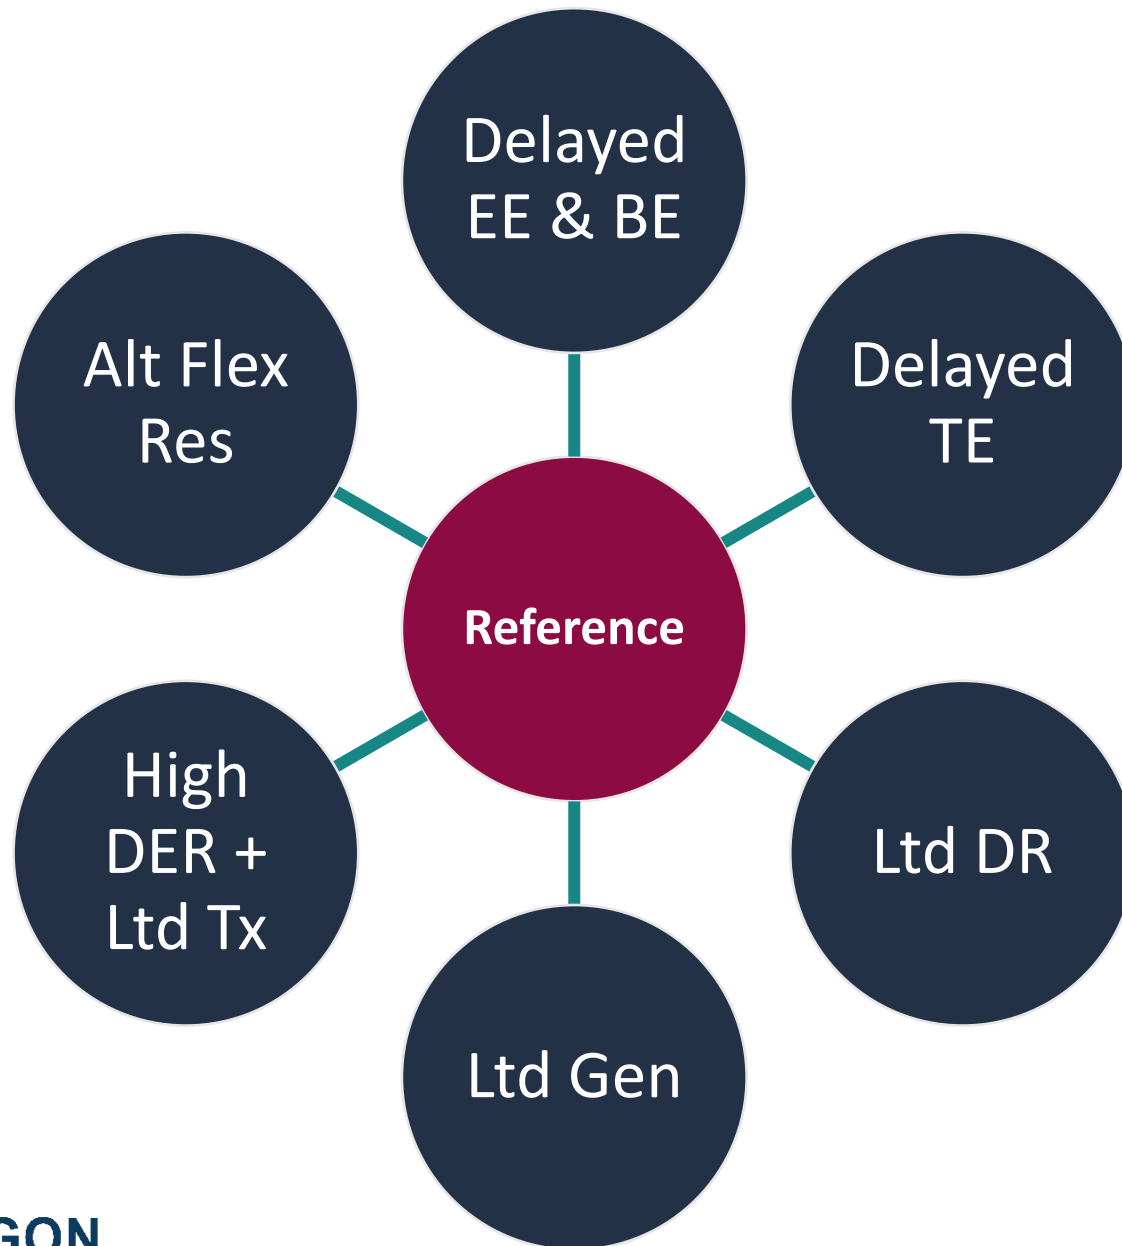 Delayed
EE & BE
Delayed
TE
Ltd DR
Ltd Gen
High
DER +
Ltd Tx
Alt Flex
Res
Reference